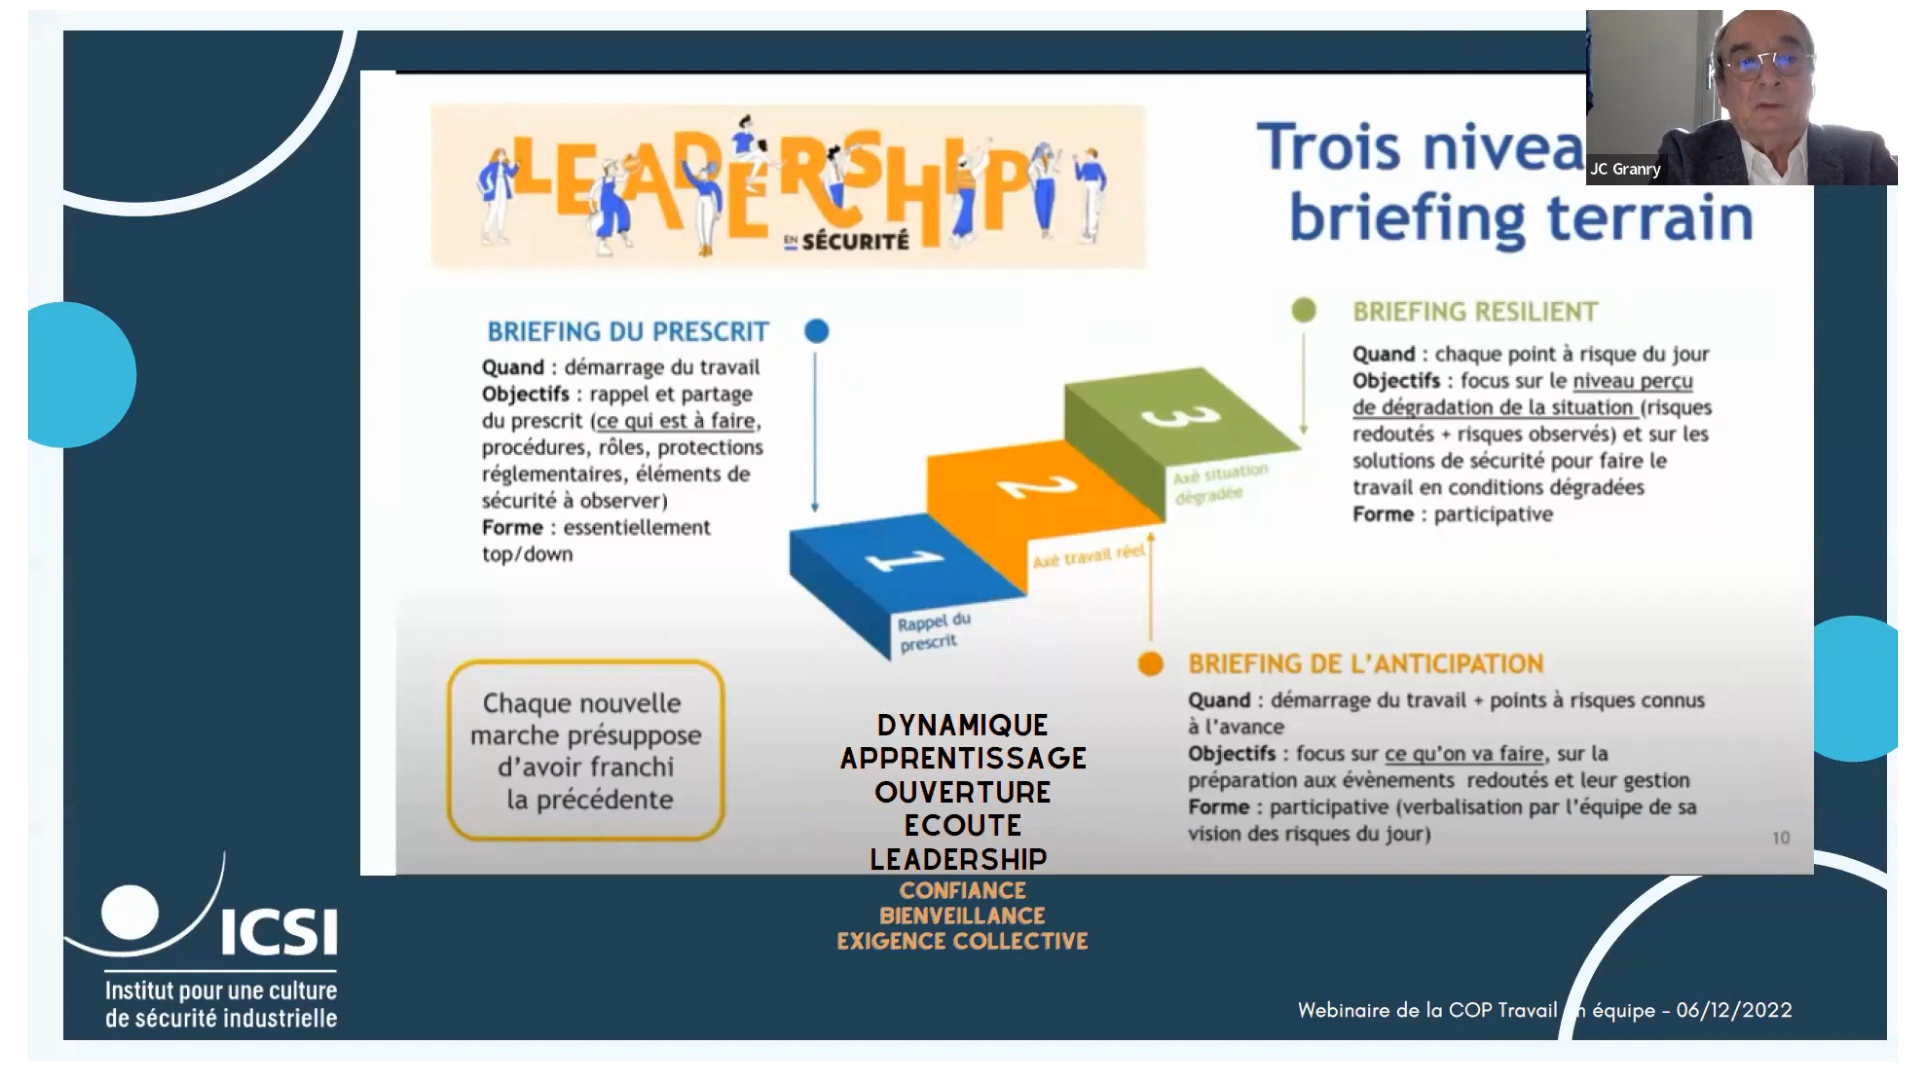 LEADERSHIP
EN SÉCURITÉ
Trois
briefing terrain
JC Granry
BRIEFING DU PRESCRIT
Quand : démarrage du travail
Objectifs : rappel et partage
du prescrit (ce qui est à faire,
procédures, rôles, protections
réglementaires, éléments de
sécurité à observer)
Forme : essentiellement
top/down
BRIEFING RESILIENT
Quand : chaque point à risque du jour
Objectifs : focus sur le niveau perçu
de dégradation de la situation (risques
redoutés + risques observés) et sur les
solutions de sécurité pour faire le
travail en conditions dégradées
Forme : participative
3
Axé situation
dégradée
2
Axé travail réel
1
Rappel du
prescrit
BRIEFING DE L’ANTICIPATION
Quand : démarrage du travail + points à risques connus
à l’avance
Objectifs : focus sur ce qu’on va faire, sur la
préparation aux évènements redoutés et leur gestion
Forme : participative (verbalisation par l’équipe de sa
vision des risques du jour)
10
Chaque nouvelle
marche présuppose
d’avoir franchi
la précédente
DYNAMIQUE
APPRENTISSAGE
OUVERTURE
ECOUTE
LEADERSHIP
CONFIANCE
BIENVEILLANCE
EXIGENCE COLLECTIVE
ICSI
Institut pour une culture
de sécurité industrielle
Webinaire de la COP Travail en équipe - 06/12/2022